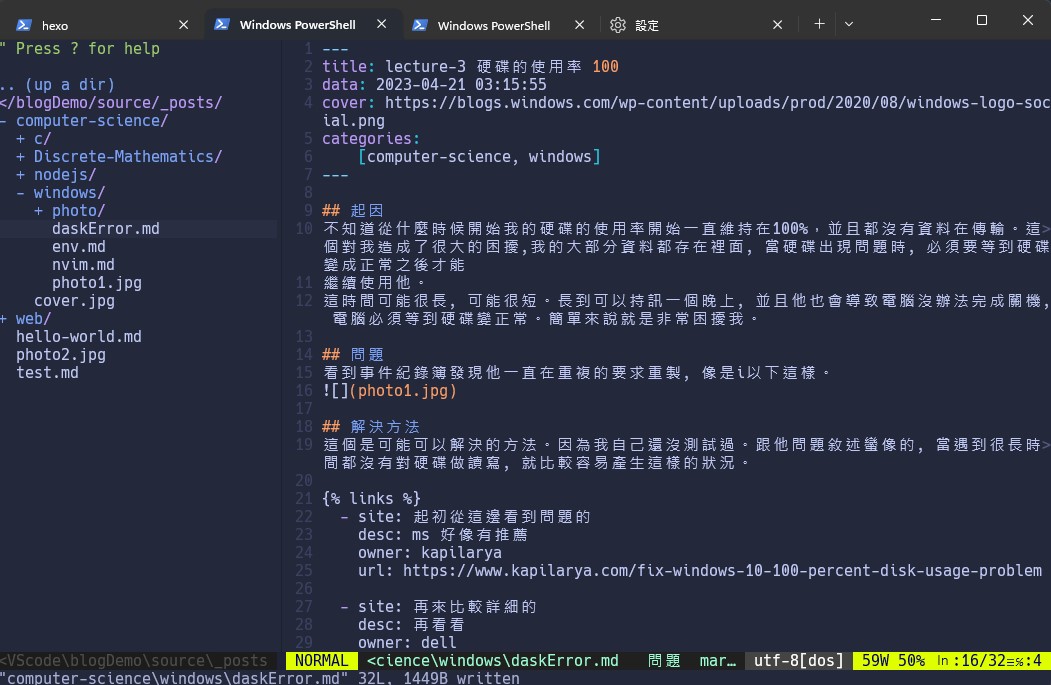 hexo
Windows PowerShell
Windows PowerShell
設定
" Press ? for help
.. (up a dir)
</blogDemo/source/_posts/
- computer-science/
+ c/
+ Discrete-Mathematics/
+ nodejs/
- windows/
+ photo/
daskError.md
env.md
nvim.md
photo1.jpg
cover.jpg
+ web/
hello-world.md
photo2.jpg
test.md
<VScode\blogDemo\source\_posts
1 ---
2 title: lecture-3 硬碟的使用率 100
3 data: 2023-04-21 03:15:55
4 cover: https://blogs.windows.com/wp-content/uploads/prod/2020/08/windows-logo-soc
ial.png
5 categories:
6 [computer-science, windows]
7 ---
8
9 ## 起因
10 不知道從什麼時候開始我的硬碟的使用率開始一直維持在100%，並且都沒有資料在傳輸。這>
個對我造成了很大的困擾,我的大部分資料都存在裡面, 當硬碟出現問題時, 必須要等到硬碟
變成正常之後才能
11 繼續使用他。
12 這時間可能很長, 可能很短。長到可以持訊一個晚上, 並且他也會導致電腦沒辦法完成關機,
電腦必須等到硬碟變正常。簡單來說就是非常困擾我。
13
14 ## 問題
15 看到事件紀錄簿發現他一直在重複的要求重製, 像是i以下這樣。
16 ![](photo1.jpg)
17
18 ## 解決方法
19 這個是可能可以解決的方法。因為我自己還沒測試過。跟他問題敘述蠻像的, 當遇到很長時>
間都沒有對硬碟做讀寫, 就比較容易產生這樣的狀況。
20
21 {% links %}
22 - site: 起初從這邊看到問題的
23 desc: ms 好像有推薦
24 owner: kapilarya
25 url: https://www.kapilarya.com/fix-windows-10-100-percent-disk-usage-problem
26
27 - site: 再來比較詳細的
28 desc: 再看看
29 owner: dell
NORMAL <cience\windows\daskError.md 問題 mar… utf-8[dos] 59W 50% ㏑:16/32≡℅:4
"computer-science\windows\daskError.md" 32L, 1449B written